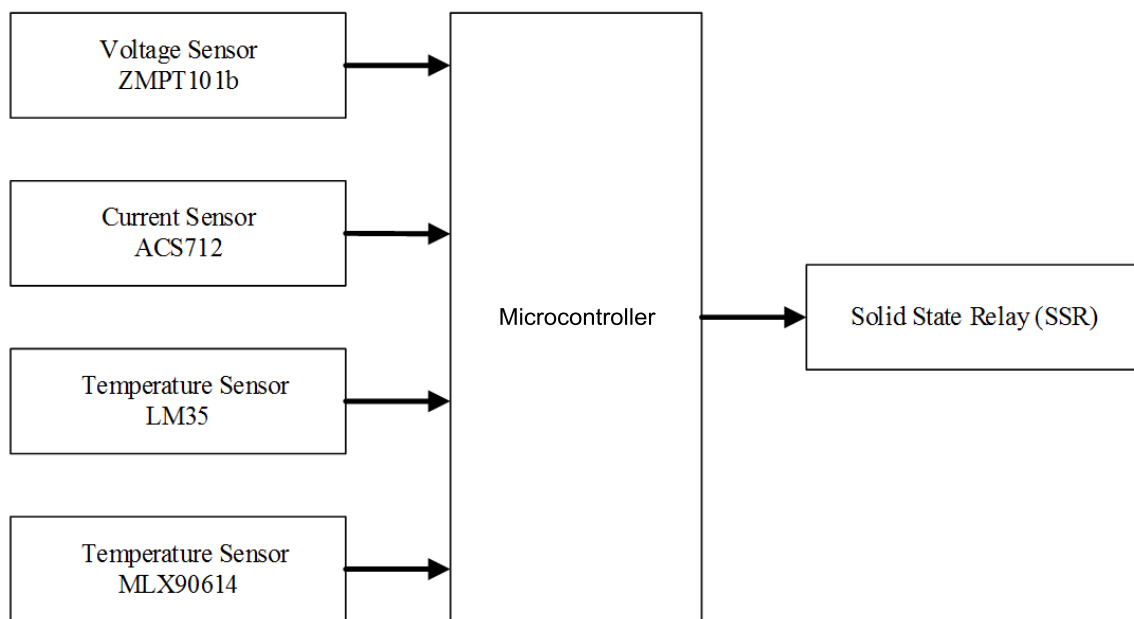 Voltage Sensor
ZMPT101b
Current Sensor
ACS712
Temperature Sensor
LM35
Temperature Sensor
MLX90614
Microcontroller
Solid State Relay (SSR)